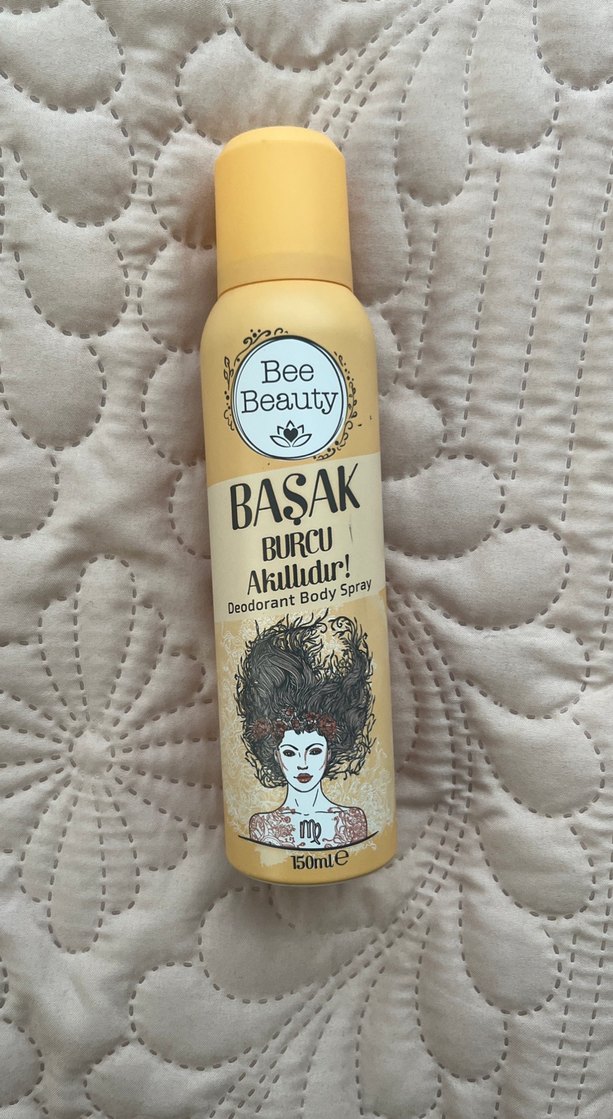 Bee
Beauty
BAŞAK
BURCU
Akıllıdır!
Deodorant Body Spray
♍
150ml ℮